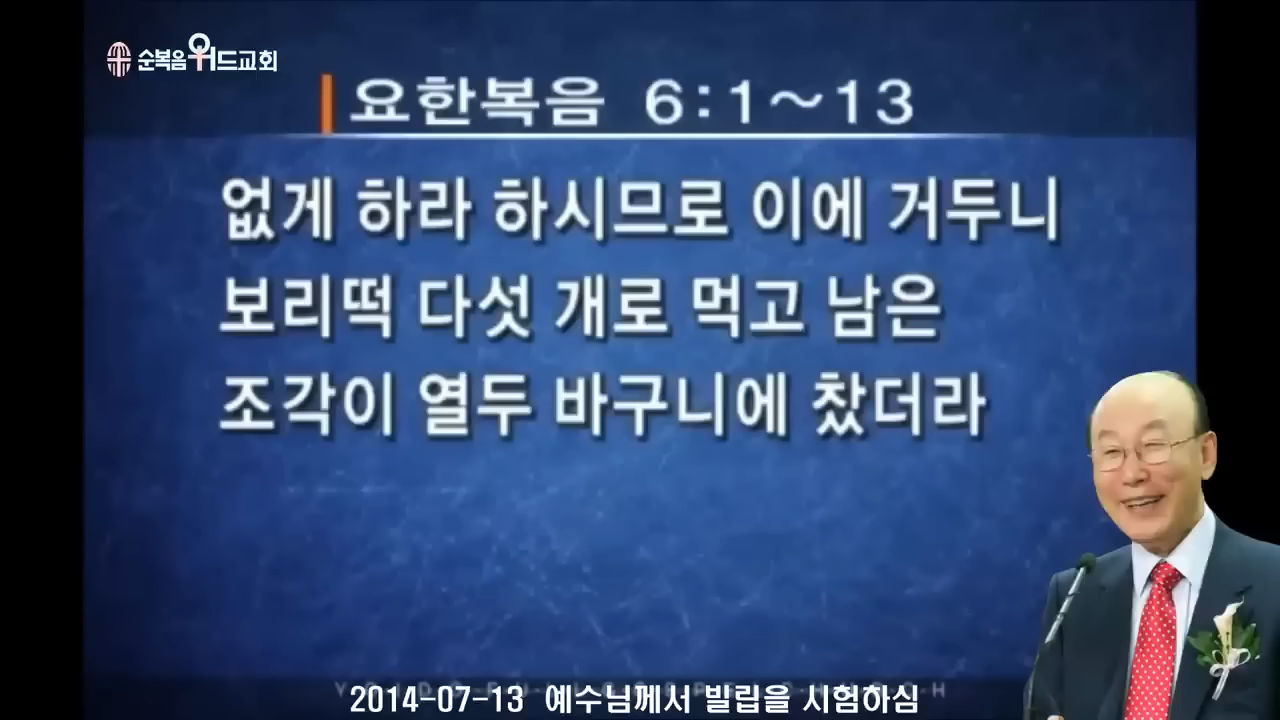 순복음워드교회
요한복음 6:1~13
없게 하라 하시므로 이에 거두니
보리떡 다섯 개로 먹고 남은
조각이 열두 바구니에 찼더라
2014-07-13 예수님께서 빌립을 시험하심